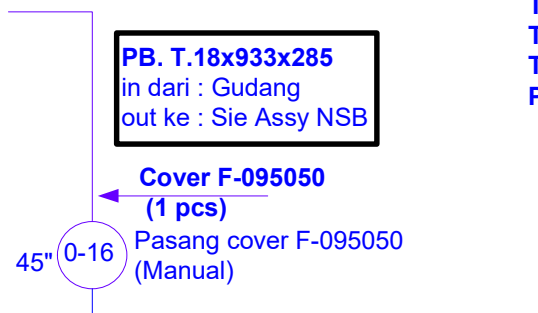 PB. T.18x933x285
in dari : Gudang
out ke : Sie Assy NSB
Cover F-095050
(1 pcs)
45" 0-16 Pasang cover F-095050
(Manual)